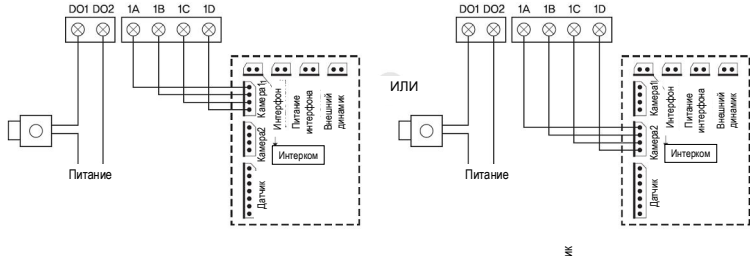 DO1 DO2 1A 1B 1C 1D
Камера1
Интерфон
Питание интерфона
Внешний динамик
Камера2
Интерком
Датчик
Питание
ИЛИ
DO1 DO2 1A 1B 1C 1D
Камера1
Интерфон
Питание интерфона
Внешний динамик
Камера2
Интерком
Датчик
Питание
ик